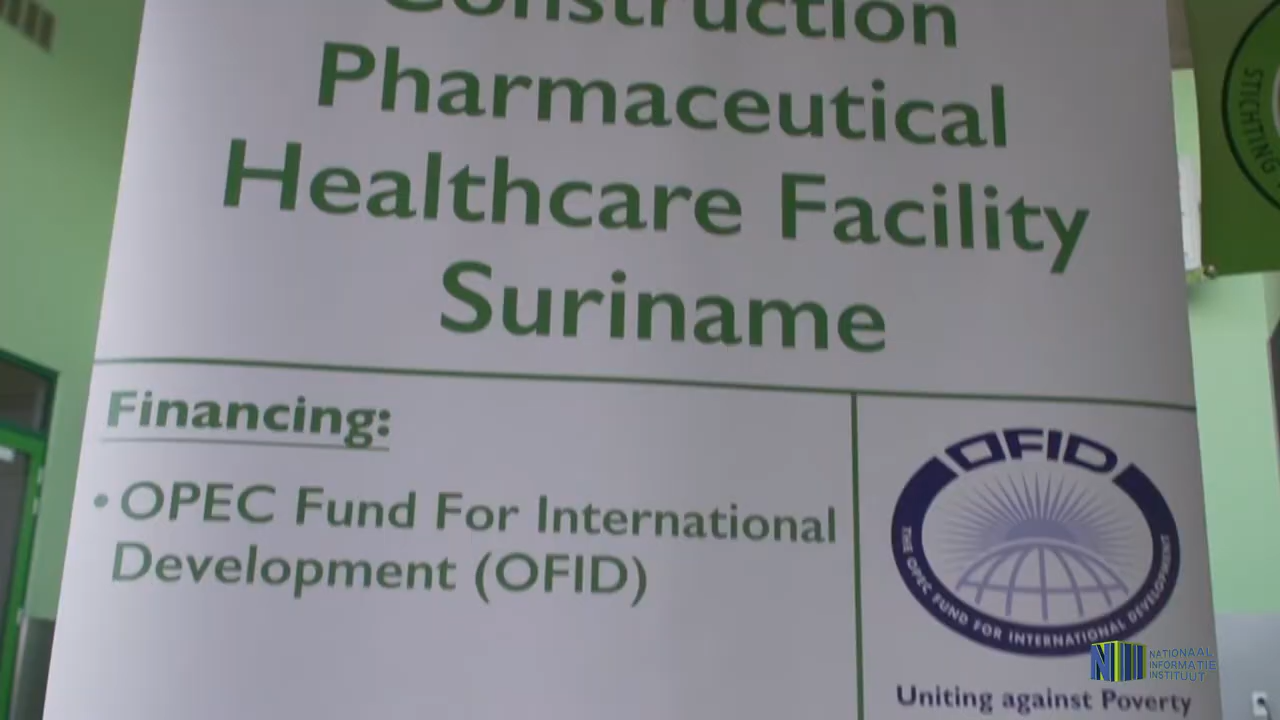 Construction
Pharmaceutical
Healthcare Facility
Suriname
Financing:
• OPEC Fund For International
Development (OFID)
OFID
THE OPEC FUND FOR INTERNATIONAL DEVELOPMENT
Uniting against Poverty
STICHTING
NATIONAAL
INFORMATIE
INSTITUUT